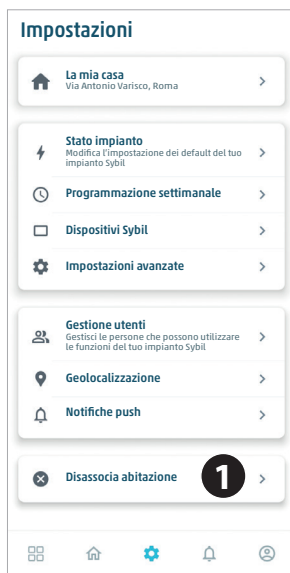 Impostazioni
La mia casa
Via Antonio Varisco, Roma
Stato impianto
Modifica l'impostazione dei default del tuo
impianto Sybil
Programmazione settimanale
Dispositivi Sybil
Impostazioni avanzate
Gestione utenti
Gestisci le persone che possono utilizzare
le funzioni del tuo impianto Sybil
Geolocalizzazione
Notifiche push
Disassocia abitazione 1